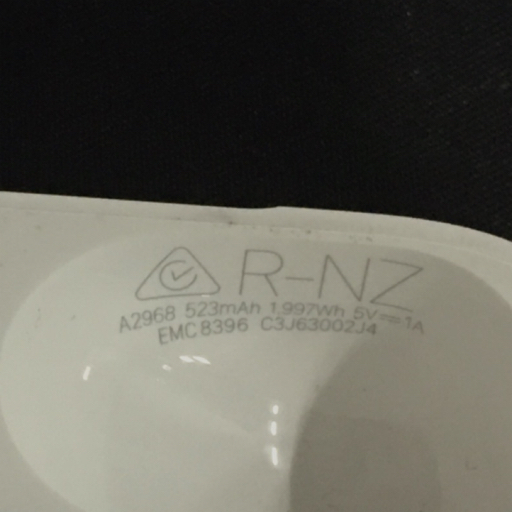 R-NZ
A2968 523mAh 1.997Wh 5V⎓1A
EMC8396 C3J63002J4